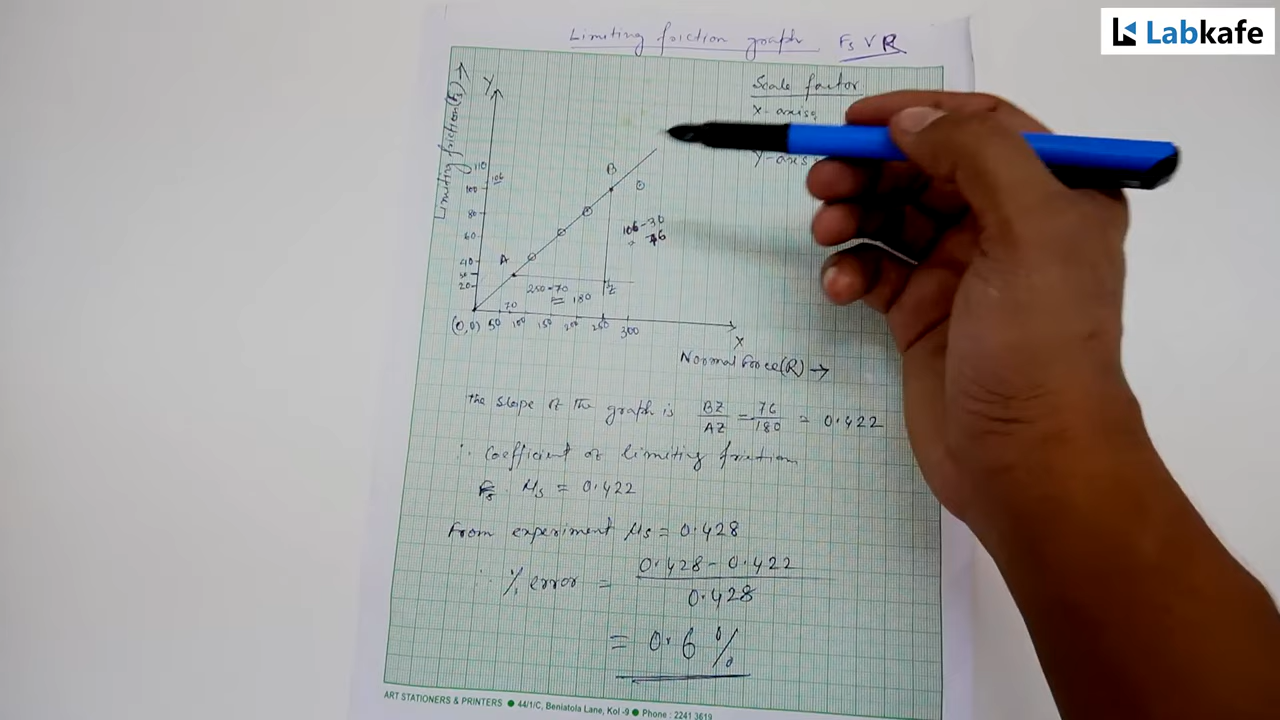 Labkafe
Limiting friction graph Fs V R
Scale factor
X-axis,
Y-axis
Limiting friction(Fs) →
Y
110
106
100
80
60
40
30
20
A
B
Z
106-30
76
250-70
= 180
70
(0,0) 50 100 150 200 250 300
X
Normal Force(R) →
The slope of the graph is BZ/AZ = 76/180 = 0.422
∴ Coefficient of limiting friction
μs = 0.422
From experiment μs = 0.428
∴ % error = 0.428 - 0.422
0.428
= 0.6 %
ART STATIONERS & PRINTERS ● 44/1/C, Beniatola Lane, Kol -9 ● Phone : 2241 3619